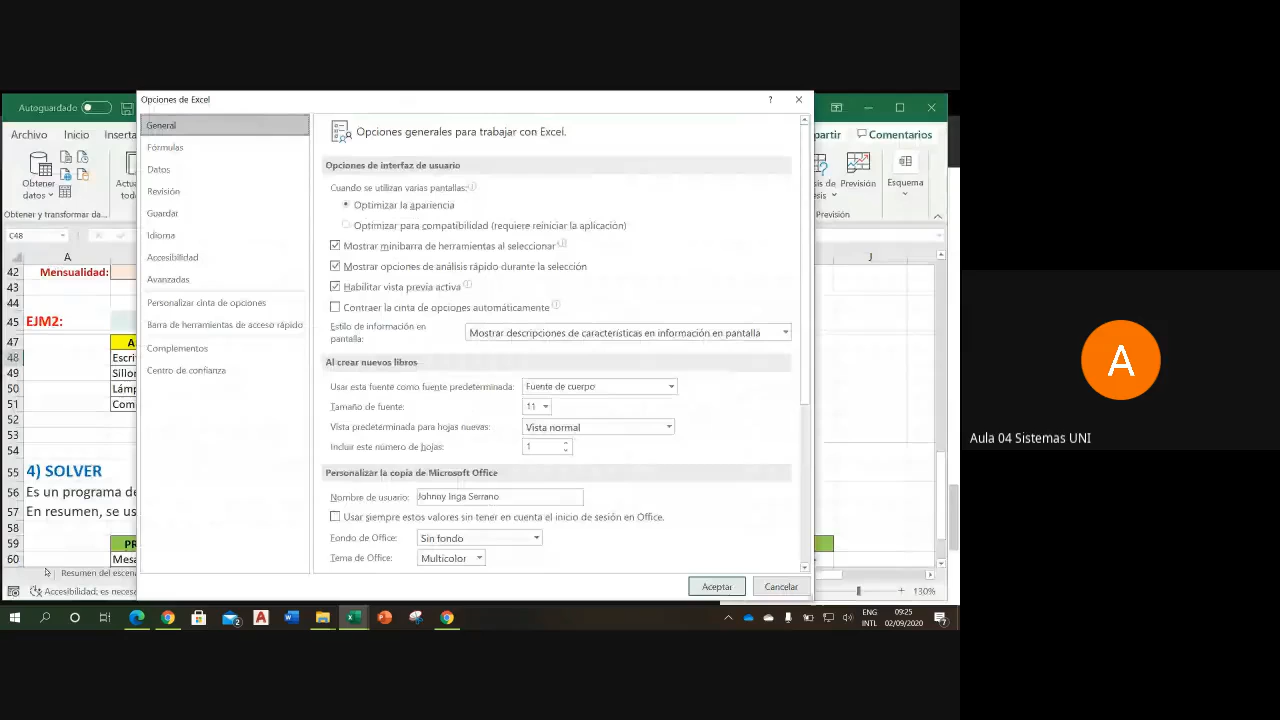 Opciones de Excel
?
Autoguardado
Archivo
Inicio
Inserta
partir
Comentarios
Obtener
datos
Actu
todo
sis de
Previsión
Esquema
Obtener y transformar da...
Previsión
C48
A
J
42 Mensualidad:
43
44
45 EJM2:
47 A
48 Escrit
49 Sillon
50 Lámp
51 Com
52
53
54
55 4) SOLVER
56 Es un programa de
57 En resumen, se us
58
59 PR
60 Mesa
Resumen del escena
Accesibilidad: es necesa
130%
General
Fórmulas
Datos
Revisión
Guardar
Idioma
Accesibilidad
Avanzadas
Personalizar cinta de opciones
Barra de herramientas de acceso rápido
Complementos
Centro de confianza
Opciones generales para trabajar con Excel.
Opciones de interfaz de usuario
Cuando se utilizan varias pantallas:
Optimizar la apariencia
Optimizar para compatibilidad (requiere reiniciar la aplicación)
Mostrar minibarra de herramientas al seleccionar
Mostrar opciones de análisis rápido durante la selección
Habilitar vista previa activa
Contraer la cinta de opciones automáticamente
Estilo de información en
pantalla:
Mostrar descripciones de características en información en pantalla
Al crear nuevos libros
Usar esta fuente como fuente predeterminada: Fuente de cuerpo
Tamaño de fuente: 11
Vista predeterminada para hojas nuevas: Vista normal
Incluir este número de hojas: 1
Personalizar la copia de Microsoft Office
Nombre de usuario: Johnny Inga Serrano
Usar siempre estos valores sin tener en cuenta el inicio de sesión en Office.
Fondo de Office: Sin fondo
Tema de Office: Multicolor
Aceptar
Cancelar
ENG
INTL
09:25
02/09/2020
A
Aula 04 Sistemas UNI